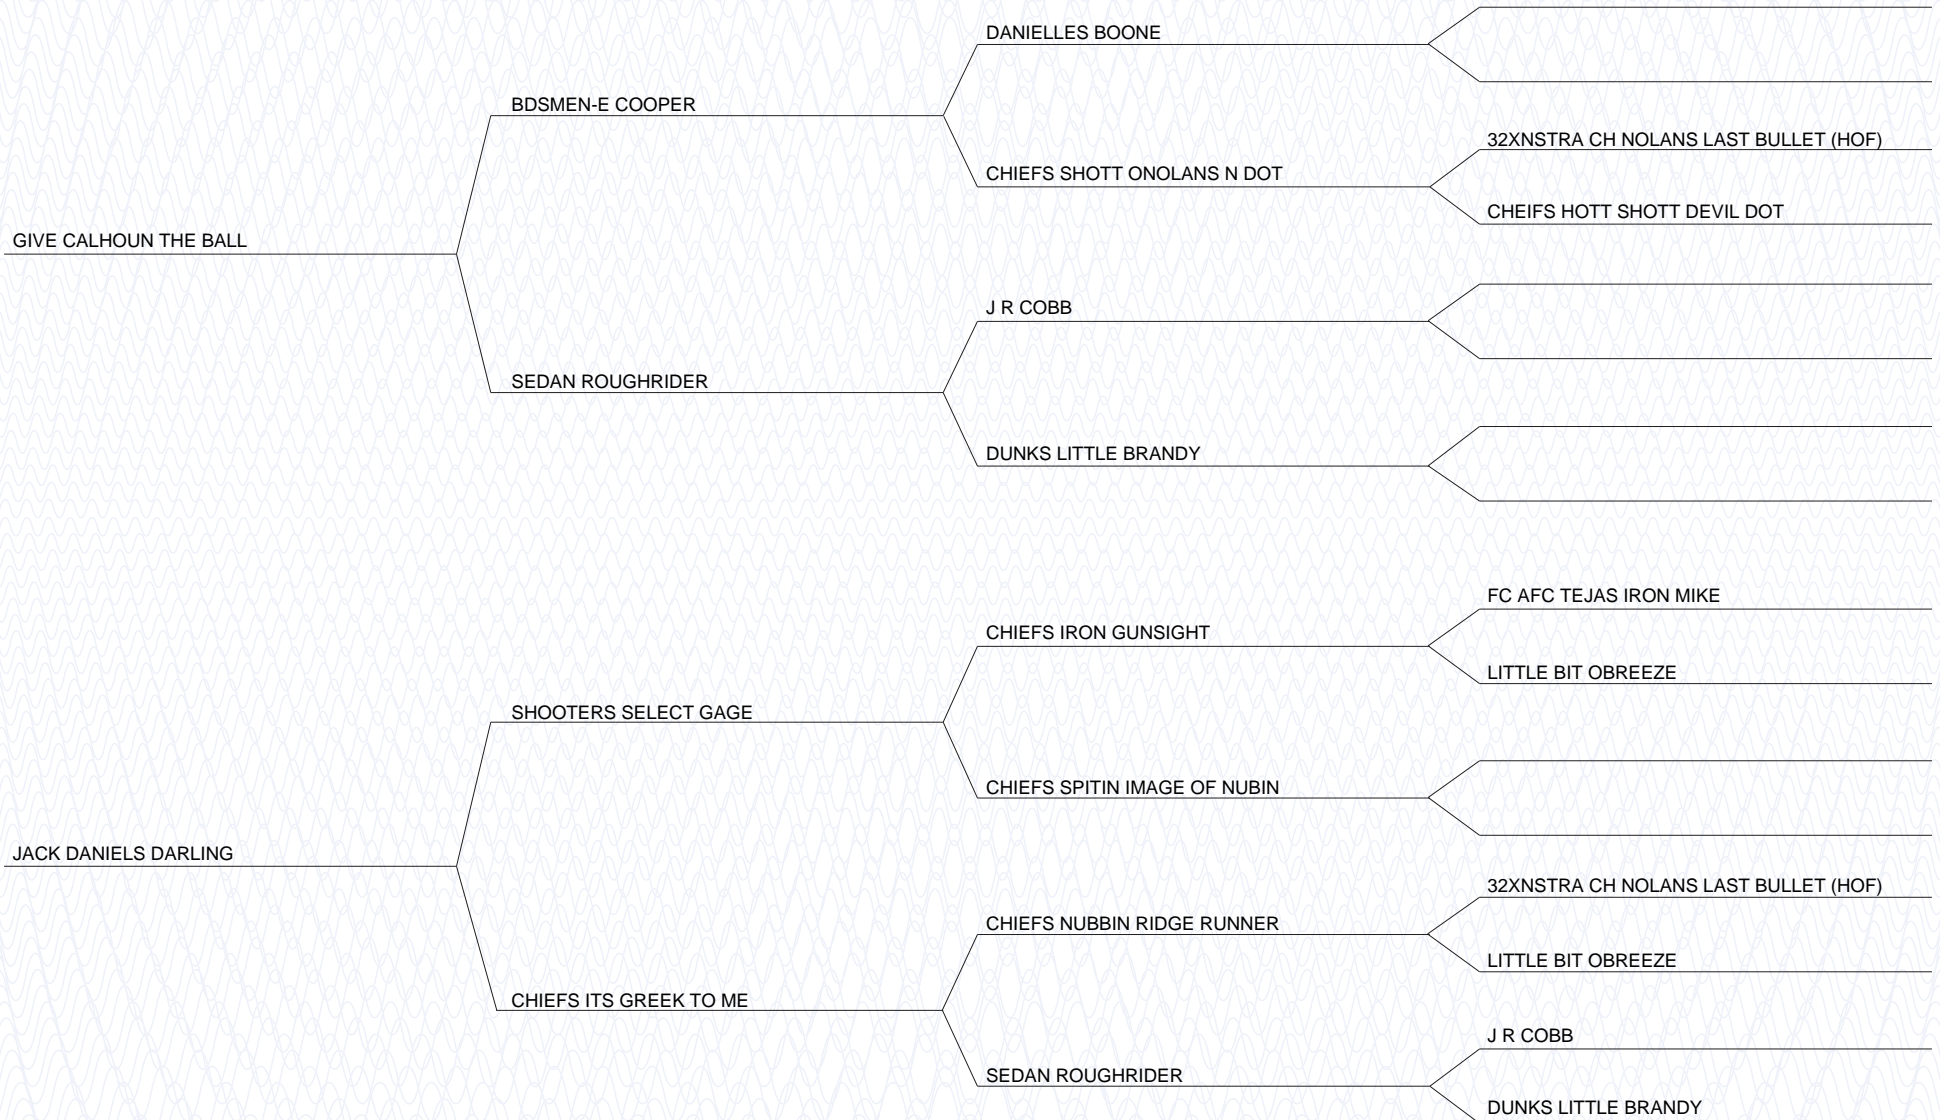 DANIELLES BOONE
BDSMEN-E COOPER
32XNSTRA CH NOLANS LAST BULLET (HOF)
CHIEFS SHOTT ONOLANS N DOT
CHEIFS HOTT SHOTT DEVIL DOT
GIVE CALHOUN THE BALL
J R COBB
SEDAN ROUGHRIDER
DUNKS LITTLE BRANDY
FC AFC TEJAS IRON MIKE
CHIEFS IRON GUNSIGHT
LITTLE BIT OBREEZE
SHOOTERS SELECT GAGE
CHIEFS SPITIN IMAGE OF NUBIN
JACK DANIELS DARLING
32XNSTRA CH NOLANS LAST BULLET (HOF)
CHIEFS NUBBIN RIDGE RUNNER
LITTLE BIT OBREEZE
CHIEFS ITS GREEK TO ME
J R COBB
SEDAN ROUGHRIDER
DUNKS LITTLE BRANDY